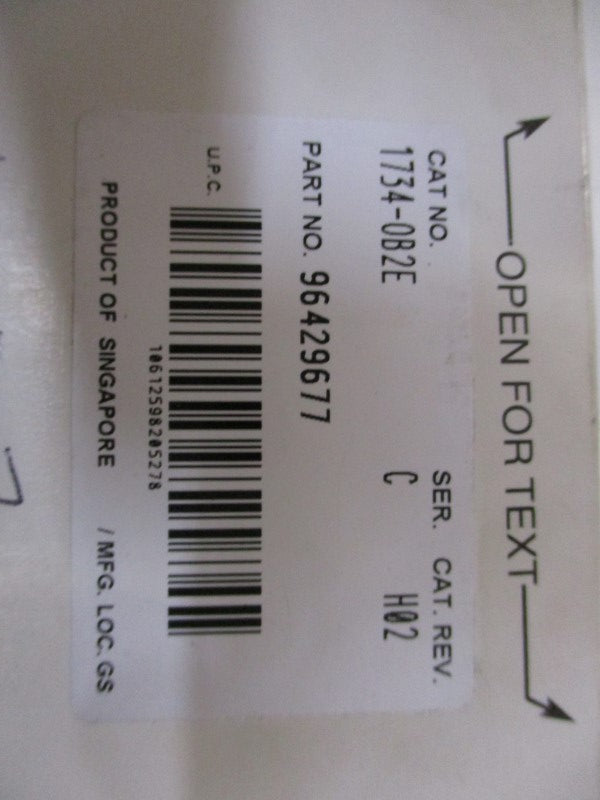 OPEN FOR TEXT
CAT NO. SER. CAT. REV.
1734-0B2E C H02
PART NO. 96429677
U.P.C.
10612598205278
PRODUCT OF SINGAPORE / MFG. LOC. GS